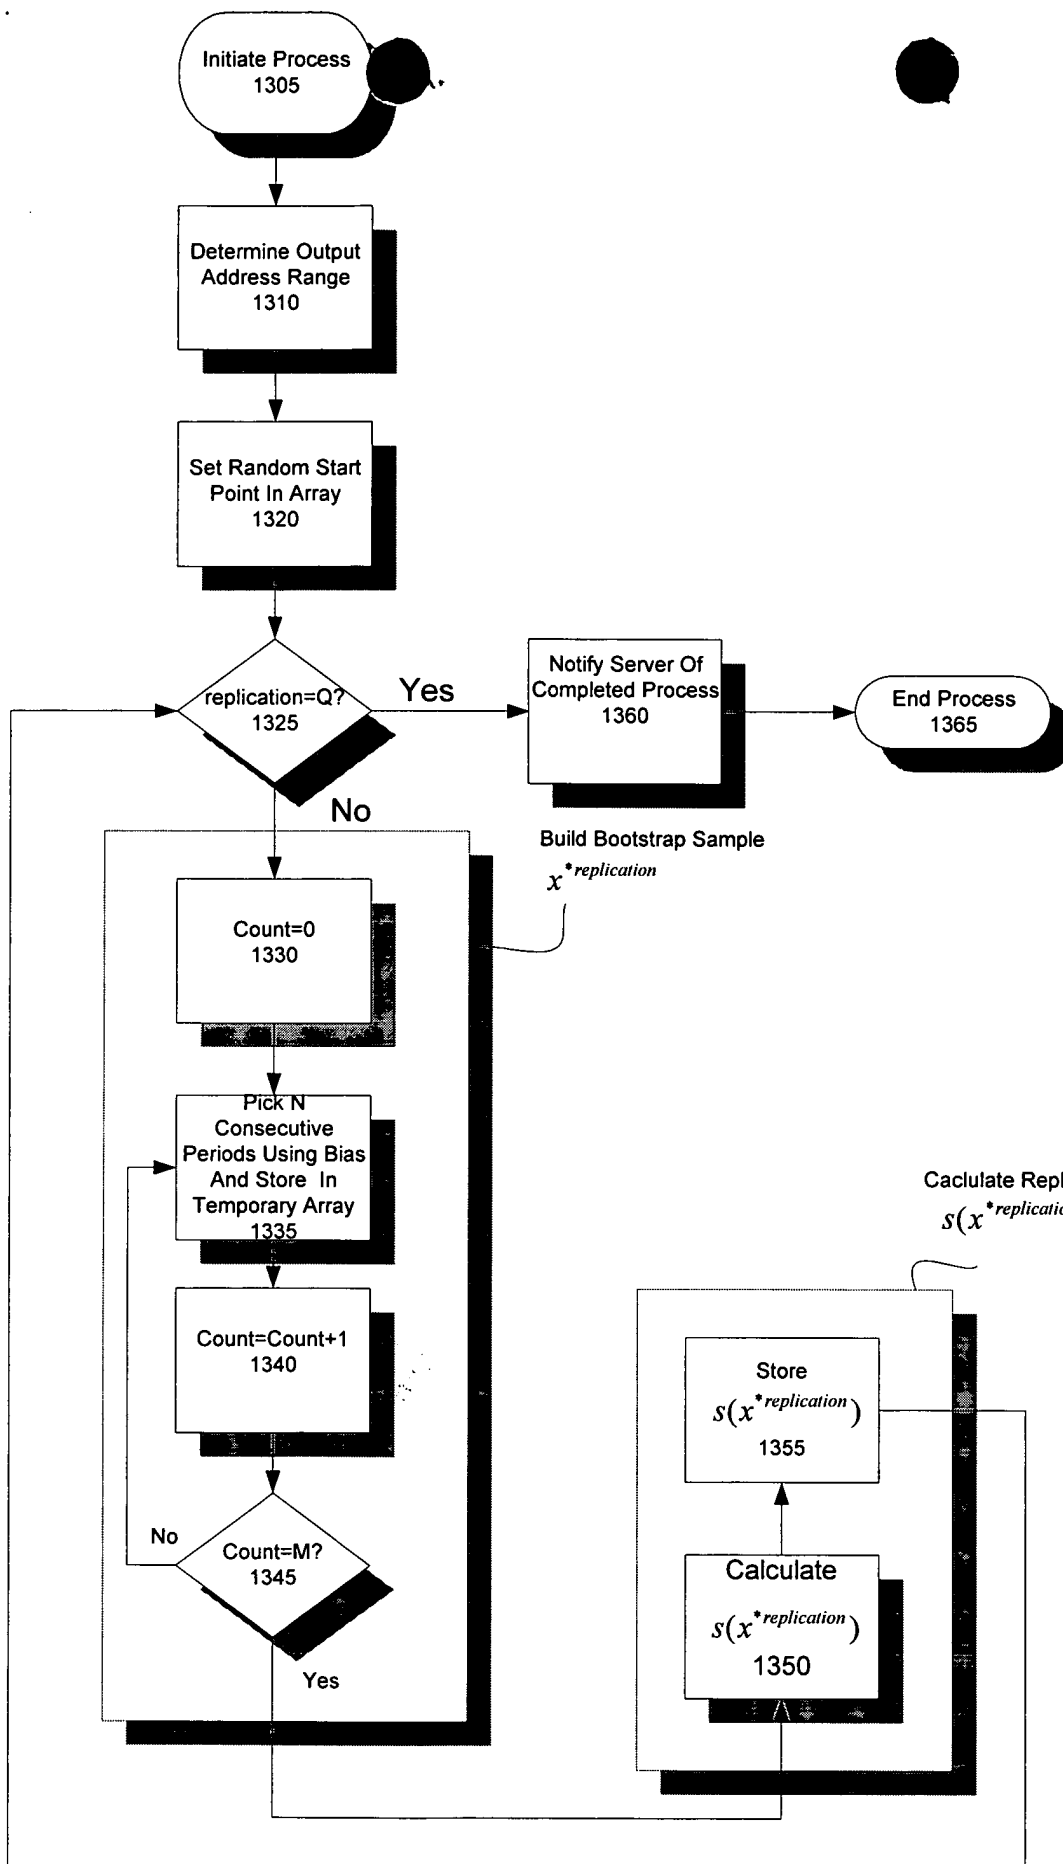 Initiate Process
1305
Determine Output
Address Range
1310
Set Random Start
Point In Array
1320
replication=Q?
1325
Yes
No
Notify Server Of
Completed Process
1360
End Process
1365
Build Bootstrap Sample
x*replication
Count=0
1330
Pick N
Consecutive
Periods Using Bias
And Store In
Temporary Array
1335
Count=Count+1
1340
Count=M?
1345
No
Yes
Caclulate Repl
s(x*replicatio
Store
s(x*replication)
1355
Calculate
s(x*replication)
1350